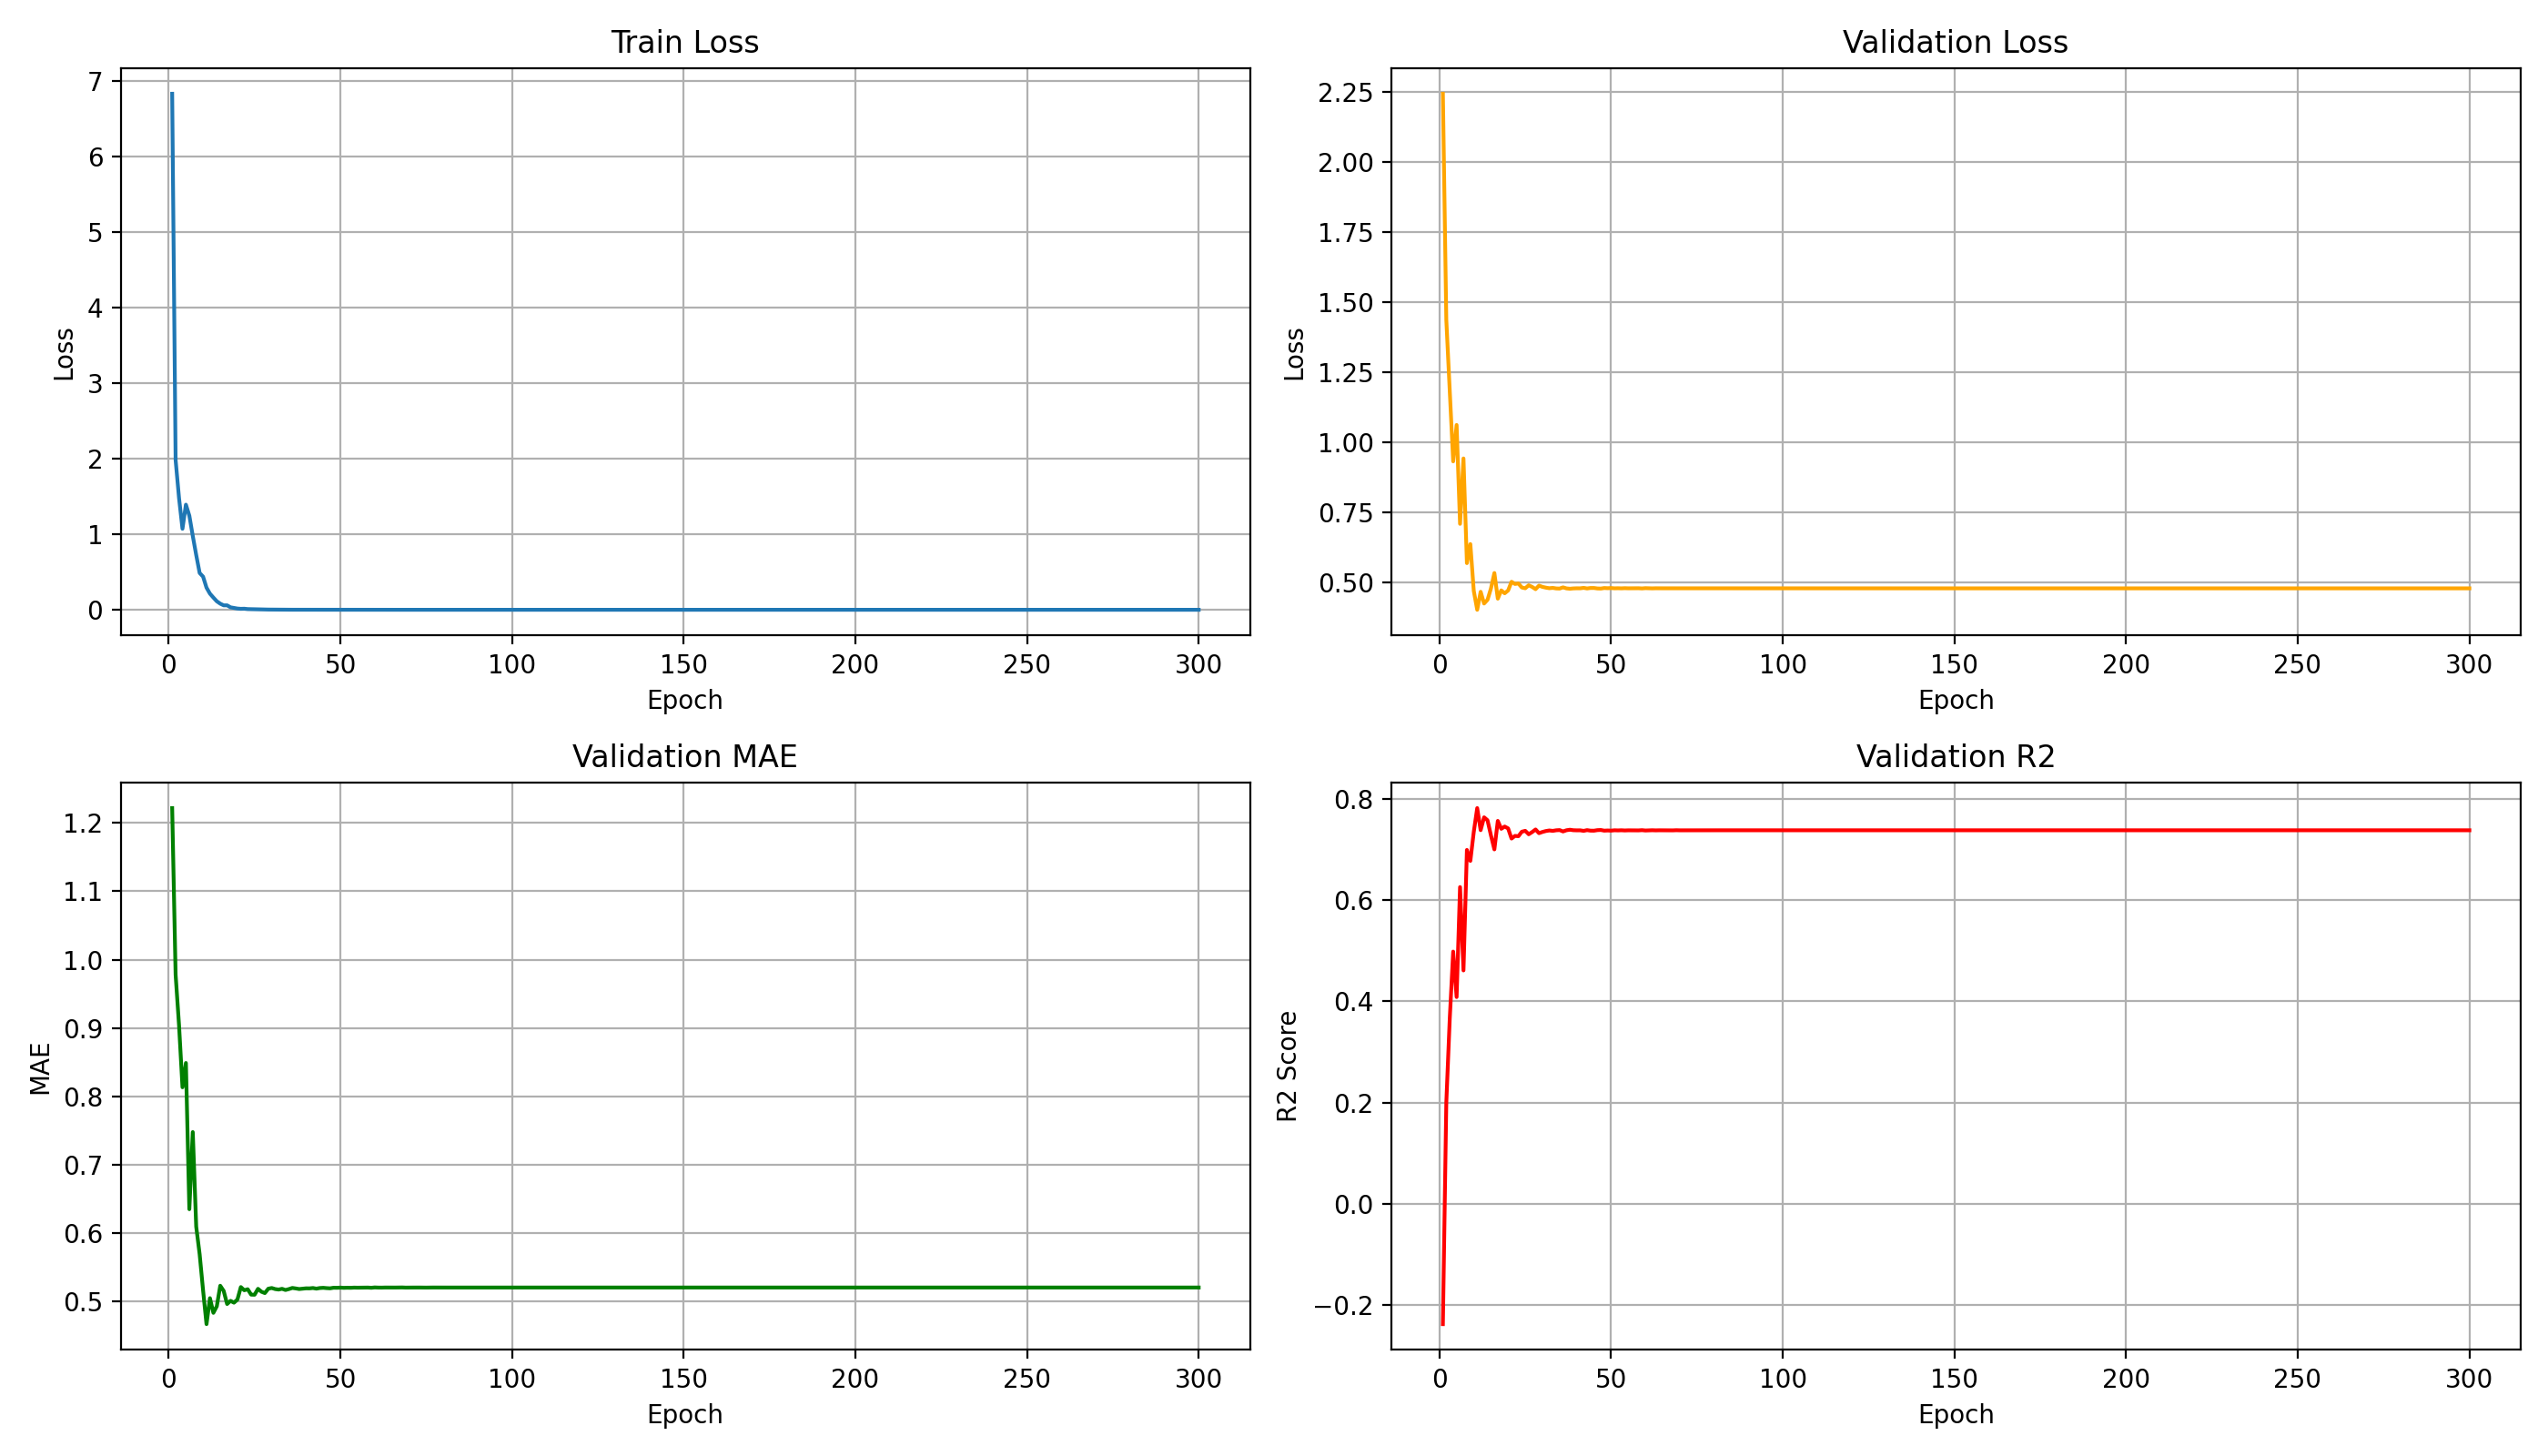 Train Loss
7
6
5
4
3
2
1
0
Loss
0 50 100 150 200 250 300
Epoch
Validation Loss
2.25
2.00
1.75
1.50
1.25
1.00
0.75
0.50
Loss
0 50 100 150 200 250 300
Epoch
Validation MAE
1.2
1.1
1.0
0.9
0.8
0.7
0.6
0.5
MAE
0 50 100 150 200 250 300
Epoch
Validation R2
0.8
0.6
0.4
0.2
0.0
−0.2
R2 Score
0 50 100 150 200 250 300
Epoch